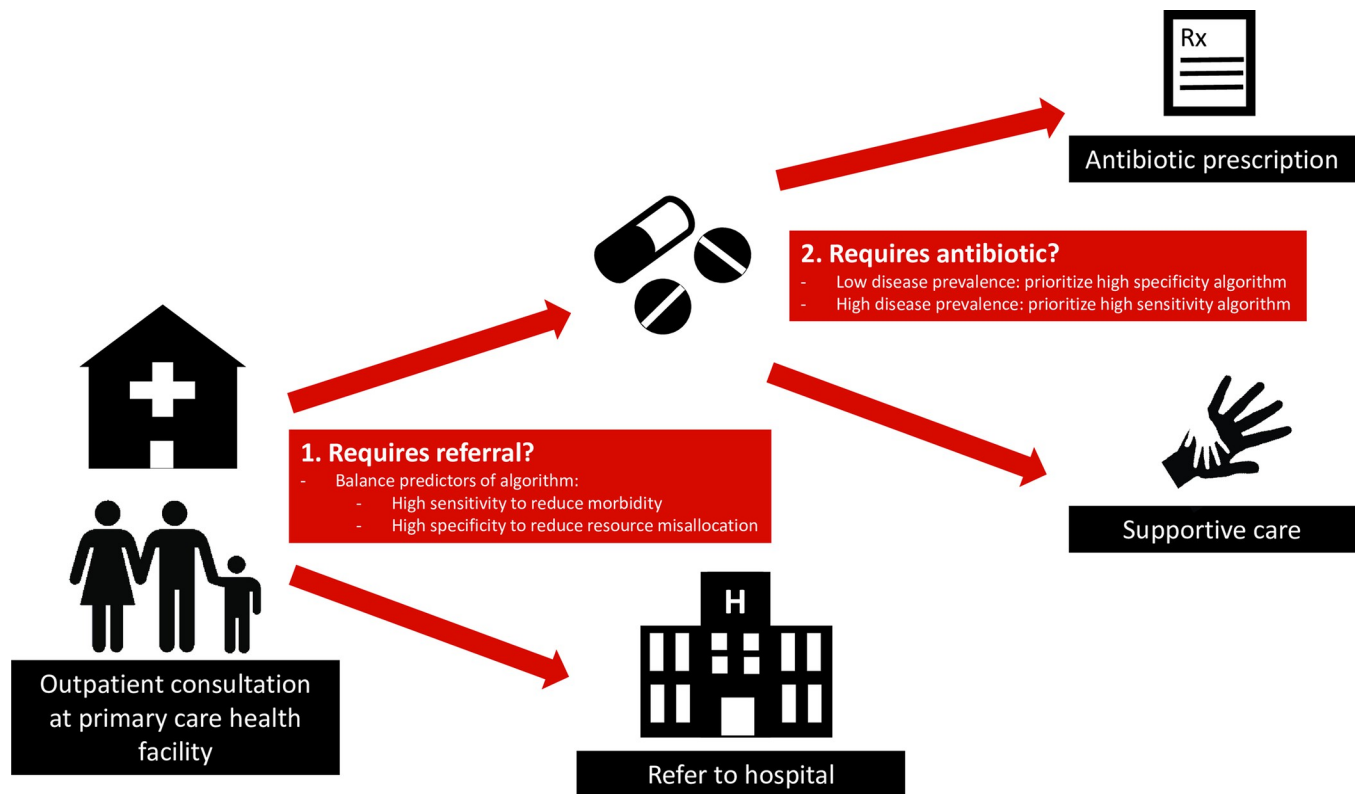 Rx
Antibiotic prescription
2. Requires antibiotic?
- Low disease prevalence: prioritize high specificity algorithm
- High disease prevalence: prioritize high sensitivity algorithm
1. Requires referral?
- Balance predictors of algorithm:
- High sensitivity to reduce morbidity
- High specificity to reduce resource misallocation
Supportive care
H
Outpatient consultation
at primary care health
facility
Refer to hospital